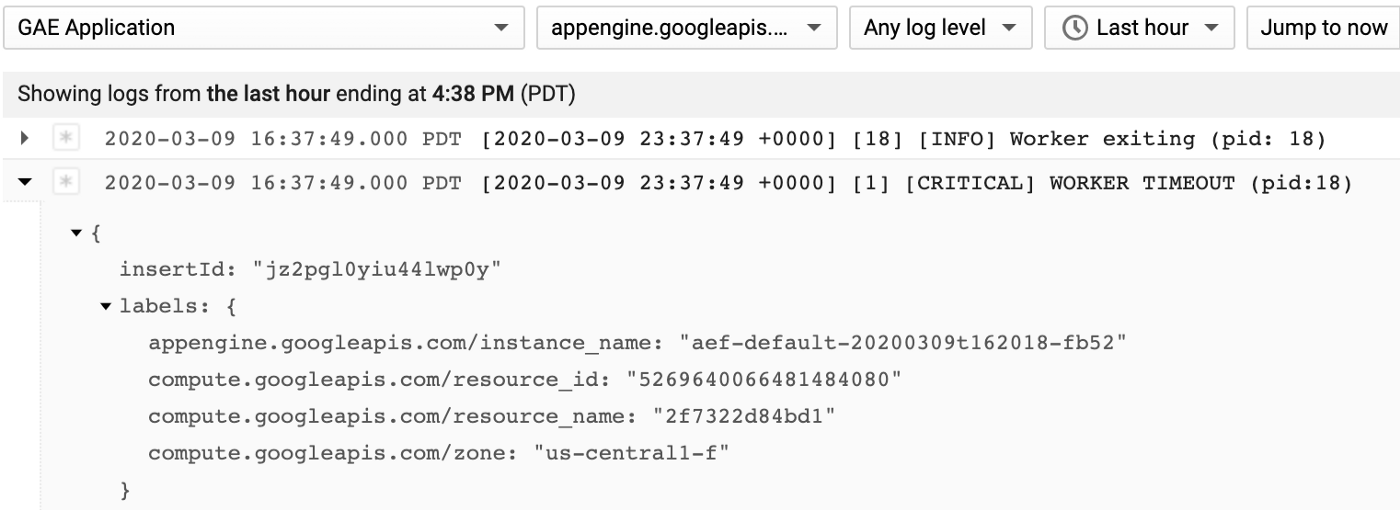 GAE Application appengine.googleapis.... Any log level Last hour Jump to now
Showing logs from the last hour ending at 4:38 PM (PDT)
* 2020-03-09 16:37:49.000 PDT [2020-03-09 23:37:49 +0000] [18] [INFO] Worker exiting (pid: 18)
* 2020-03-09 16:37:49.000 PDT [2020-03-09 23:37:49 +0000] [1] [CRITICAL] WORKER TIMEOUT (pid:18)
{
insertId: "jz2pgl0yiu44lwp0y"
labels: {
appengine.googleapis.com/instance_name: "aef-default-20200309t162018-fb52"
compute.googleapis.com/resource_id: "5269640066481484080"
compute.googleapis.com/resource_name: "2f7322d84bd1"
compute.googleapis.com/zone: "us-central1-f"
}